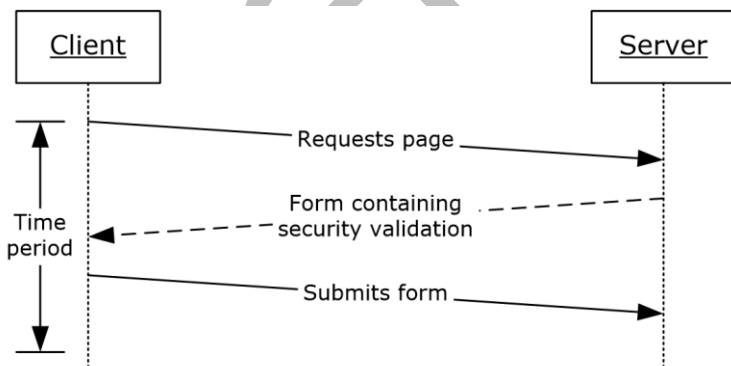 Client
Server
Requests page
Form containing
security validation
Time
period
Submits form